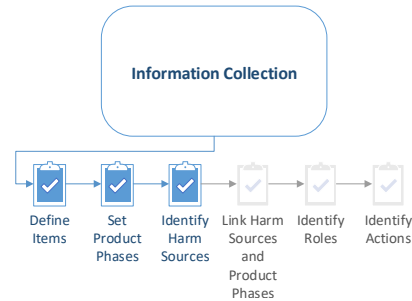 Information Collection
Define
Items
Set
Product
Phases
Identify
Harm
Sources
Link Harm
Sources
and
Product
Phases
Identify
Roles
Identify
Actions